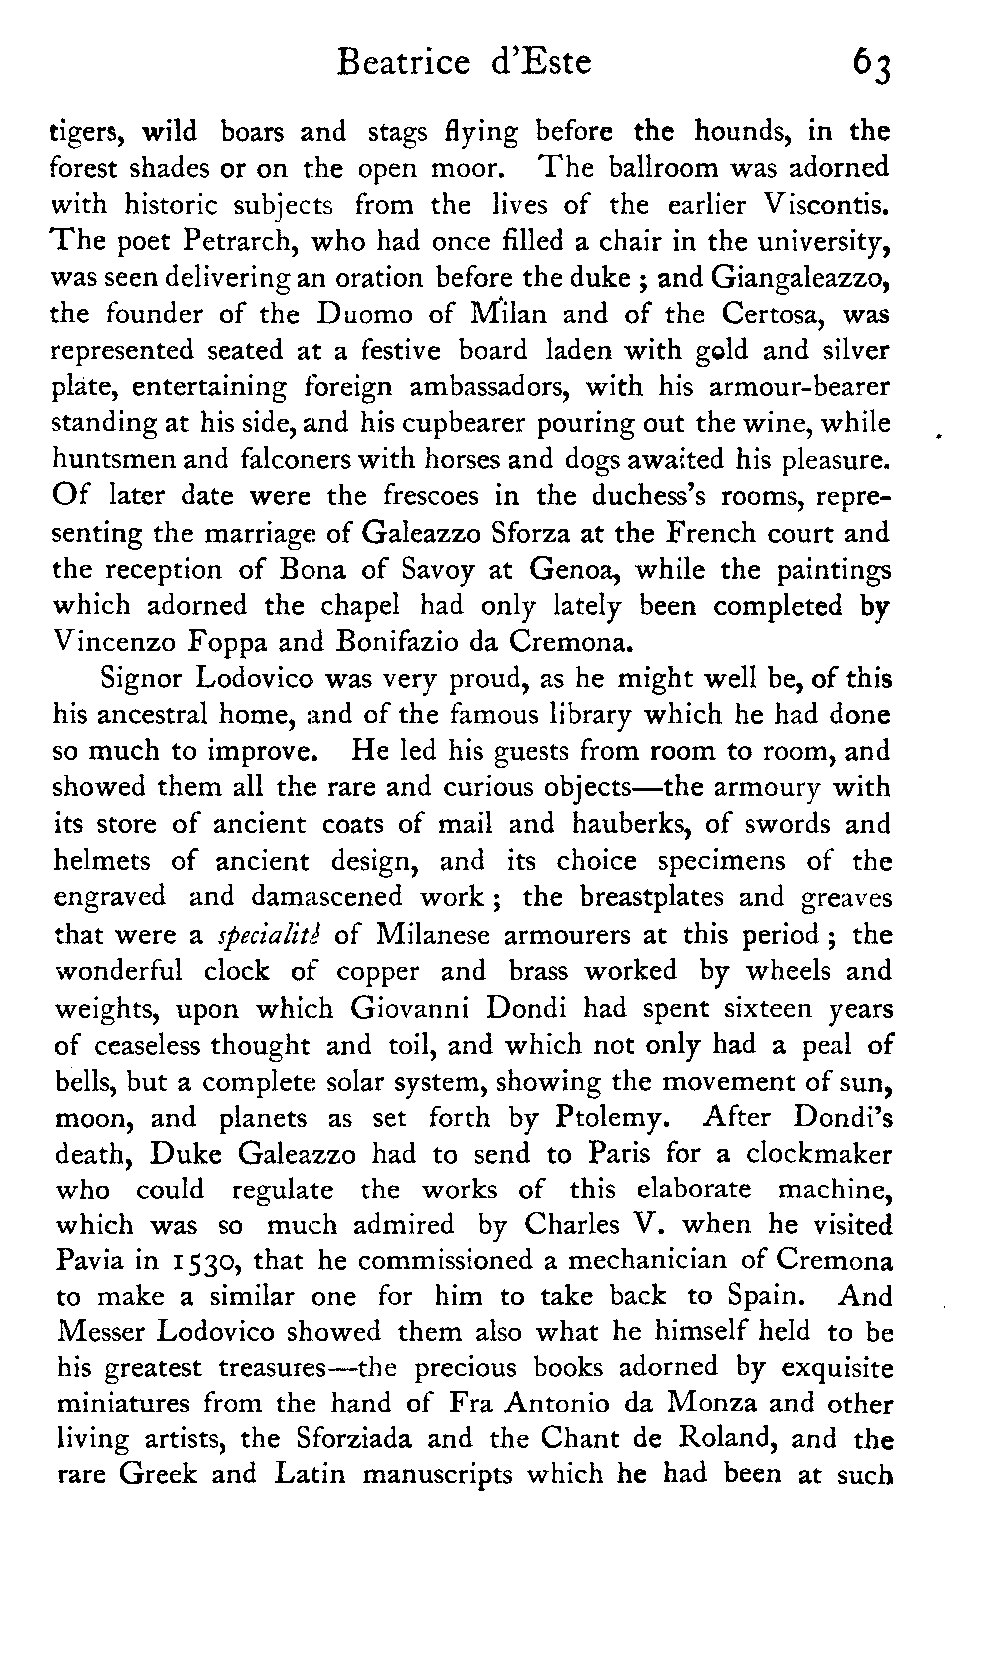 Beatrice d'Este 63
tigers, wild boars and stags flying before the hounds, in the
forest shades or on the open moor. The ballroom was adorned
with historic subjects from the lives of the earlier Viscontis.
The poet Petrarch, who had once filled a chair in the university,
was seen delivering an oration before the duke ; and Giangaleazzo,
the founder of the Duomo of Milan and of the Certosa, was
represented seated at a festive board laden with gold and silver
plate, entertaining foreign ambassadors, with his armour-bearer
standing at his side, and his cupbearer pouring out the wine, while
huntsmen and falconers with horses and dogs awaited his pleasure.
Of later date were the frescoes in the duchess's rooms, repre-
senting the marriage of Galeazzo Sforza at the French court and
the reception of Bona of Savoy at Genoa, while the paintings
which adorned the chapel had only lately been completed by
Vincenzo Foppa and Bonifazio da Cremona.
Signor Lodovico was very proud, as he might well be, of this
his ancestral home, and of the famous library which he had done
so much to improve. He led his guests from room to room, and
showed them all the rare and curious objects—the armoury with
its store of ancient coats of mail and hauberks, of swords and
helmets of ancient design, and its choice specimens of the
engraved and damascened work ; the breastplates and greaves
that were a specialité of Milanese armourers at this period ; the
wonderful clock of copper and brass worked by wheels and
weights, upon which Giovanni Dondi had spent sixteen years
of ceaseless thought and toil, and which not only had a peal of
bells, but a complete solar system, showing the movement of sun,
moon, and planets as set forth by Ptolemy. After Dondi's
death, Duke Galeazzo had to send to Paris for a clockmaker
who could regulate the works of this elaborate machine,
which was so much admired by Charles V. when he visited
Pavia in 1530, that he commissioned a mechanician of Cremona
to make a similar one for him to take back to Spain. And
Messer Lodovico showed them also what he himself held to be
his greatest treasures—the precious books adorned by exquisite
miniatures from the hand of Fra Antonio da Monza and other
living artists, the Sforziada and the Chant de Roland, and the
rare Greek and Latin manuscripts which he had been at such